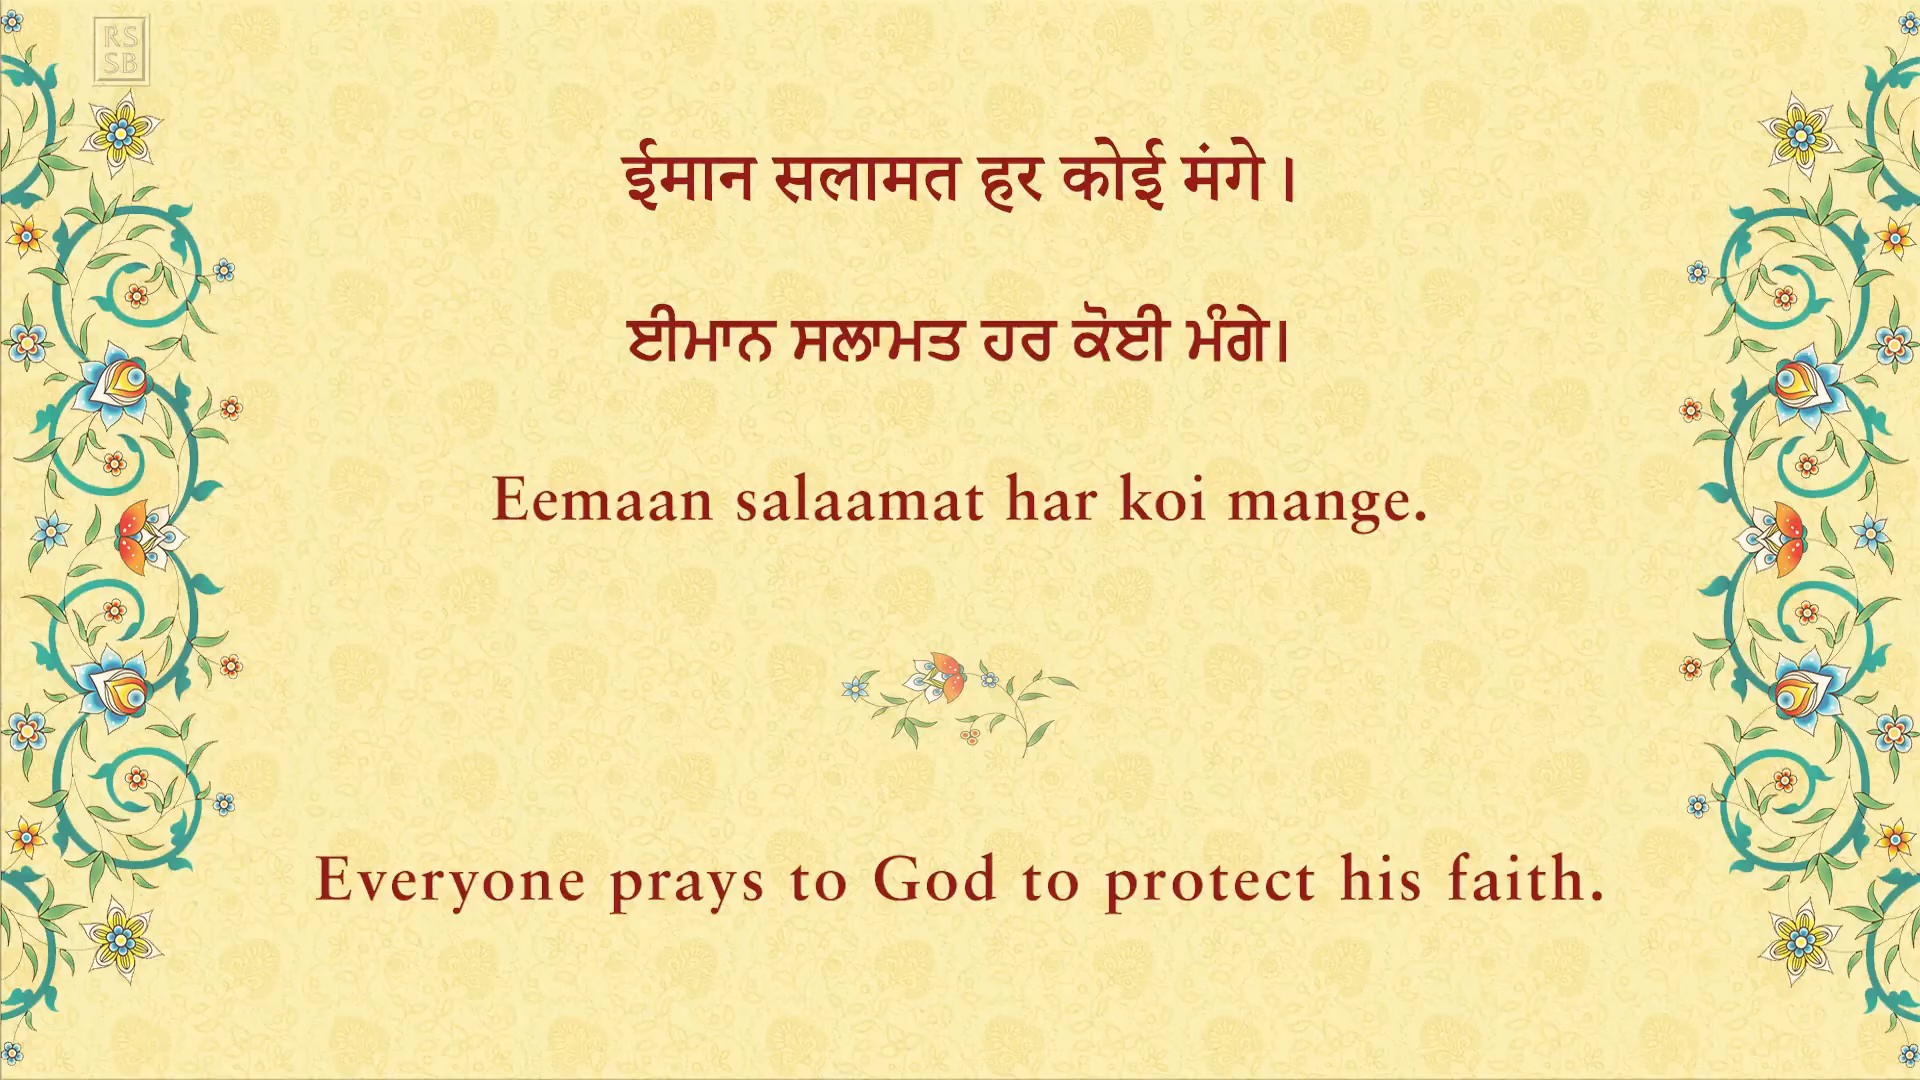 RS
SB
ईमान सलामत हर कोई मंगे।
ਈਮਾਨ ਸਲਾਮਤ ਹਰ ਕੋਈ ਮੰਗੇ।
Eemaan salaamat har koi mange.
Everyone prays to God to protect his faith.